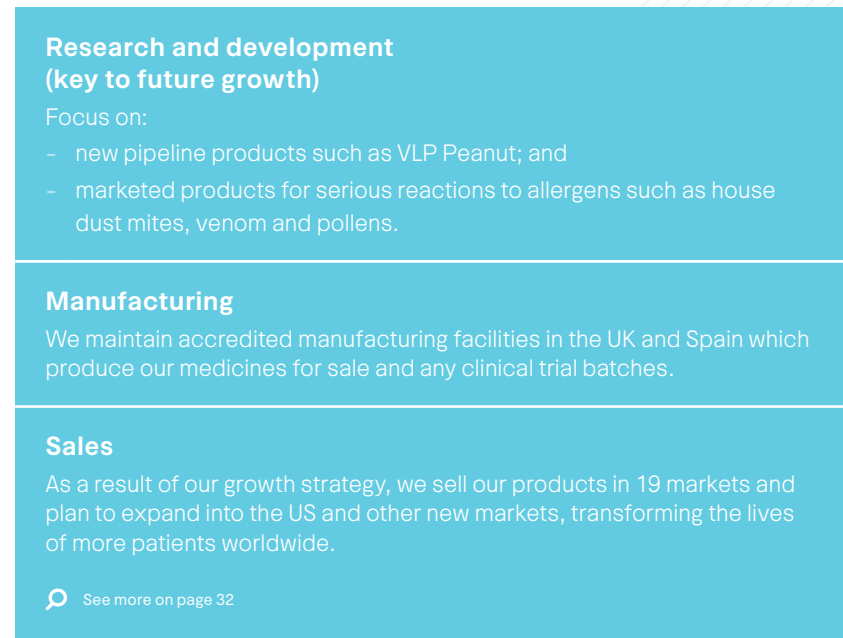 Research and development
(key to future growth)
Focus on:
– new pipeline products such as VLP Peanut; and
– marketed products for serious reactions to allergens such as house
dust mites, venom and pollens.
Manufacturing
We maintain accredited manufacturing facilities in the UK and Spain which
produce our medicines for sale and any clinical trial batches.
Sales
As a result of our growth strategy, we sell our products in 19 markets and
plan to expand into the US and other new markets, transforming the lives
of more patients worldwide.
See more on page 32